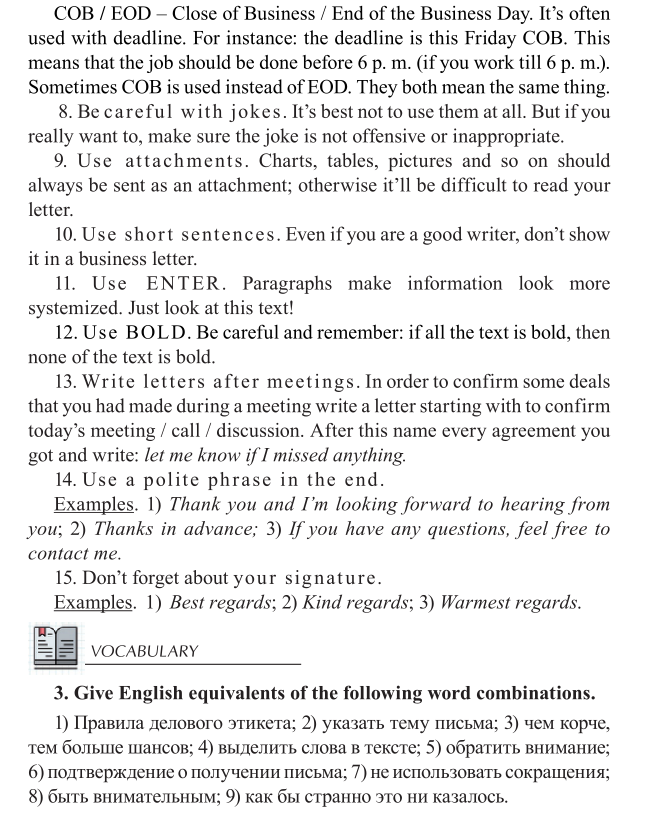 COB / EOD – Close of Business / End of the Business Day. It’s often
used with deadline. For instance: the deadline is this Friday COB. This
means that the job should be done before 6 p. m. (if you work till 6 p. m.).
Sometimes COB is used instead of EOD. They both mean the same thing.
8. Be careful with jokes. It’s best not to use them at all. But if you
really want to, make sure the joke is not offensive or inappropriate.
9. Use attachments. Charts, tables, pictures and so on should
always be sent as an attachment; otherwise it’ll be difficult to read your
letter.
10. Use short sentences. Even if you are a good writer, don’t show
it in a business letter.
11. Use ENTER. Paragraphs make information look more
systemized. Just look at this text!
12. Use BOLD. Be careful and remember: if all the text is bold, then
none of the text is bold.
13. Write letters after meetings. In order to confirm some deals
that you had made during a meeting write a letter starting with to confirm
today’s meeting / call / discussion. After this name every agreement you
got and write: let me know if I missed anything.
14. Use a polite phrase in the end.
Examples. 1) Thank you and I’m looking forward to hearing from
you; 2) Thanks in advance; 3) If you have any questions, feel free to
contact me.
15. Don’t forget about your signature.
Examples. 1) Best regards; 2) Kind regards; 3) Warmest regards.
VOCABULARY
3. Give English equivalents of the following word combinations.
1) Правила делового этикета; 2) указать тему письма; 3) чем корче,
тем больше шансов; 4) выделить слова в тексте; 5) обратить внимание;
6) подтверждение о получении письма; 7) не использовать сокращения;
8) быть внимательным; 9) как бы странно это ни казалось.